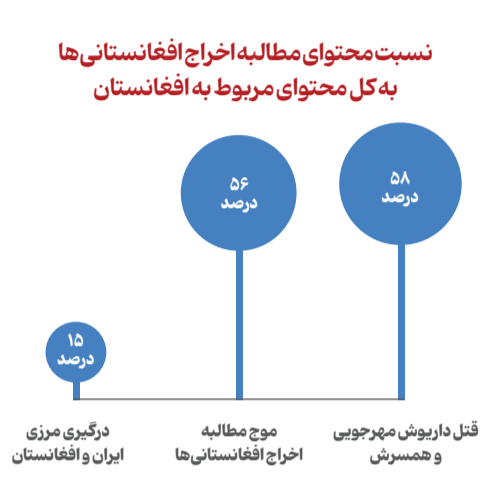 نسبت محتوای مطالبه اخراج افغانستانی‌ها
به کل محتوای مربوط به افغانستان
۵۸
درصد
۵۶
درصد
۱۵
درصد
قتل داریوش مهرجویی
و همسرش
موج مطالبه
اخراج افغانستانی‌ها
درگیری مرزی
ایران و افغانستان